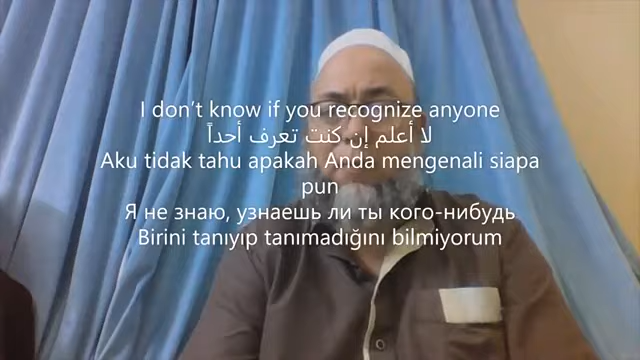 I don't know if you recognize anyone
لا أعلم إن كنت تعرف أحداً
Aku tidak tahu apakah Anda mengenali siapa
pun
Я не знаю, узнаешь ли ты кого-нибудь
Birini tanıyıp tanımadığını bilmiyorum